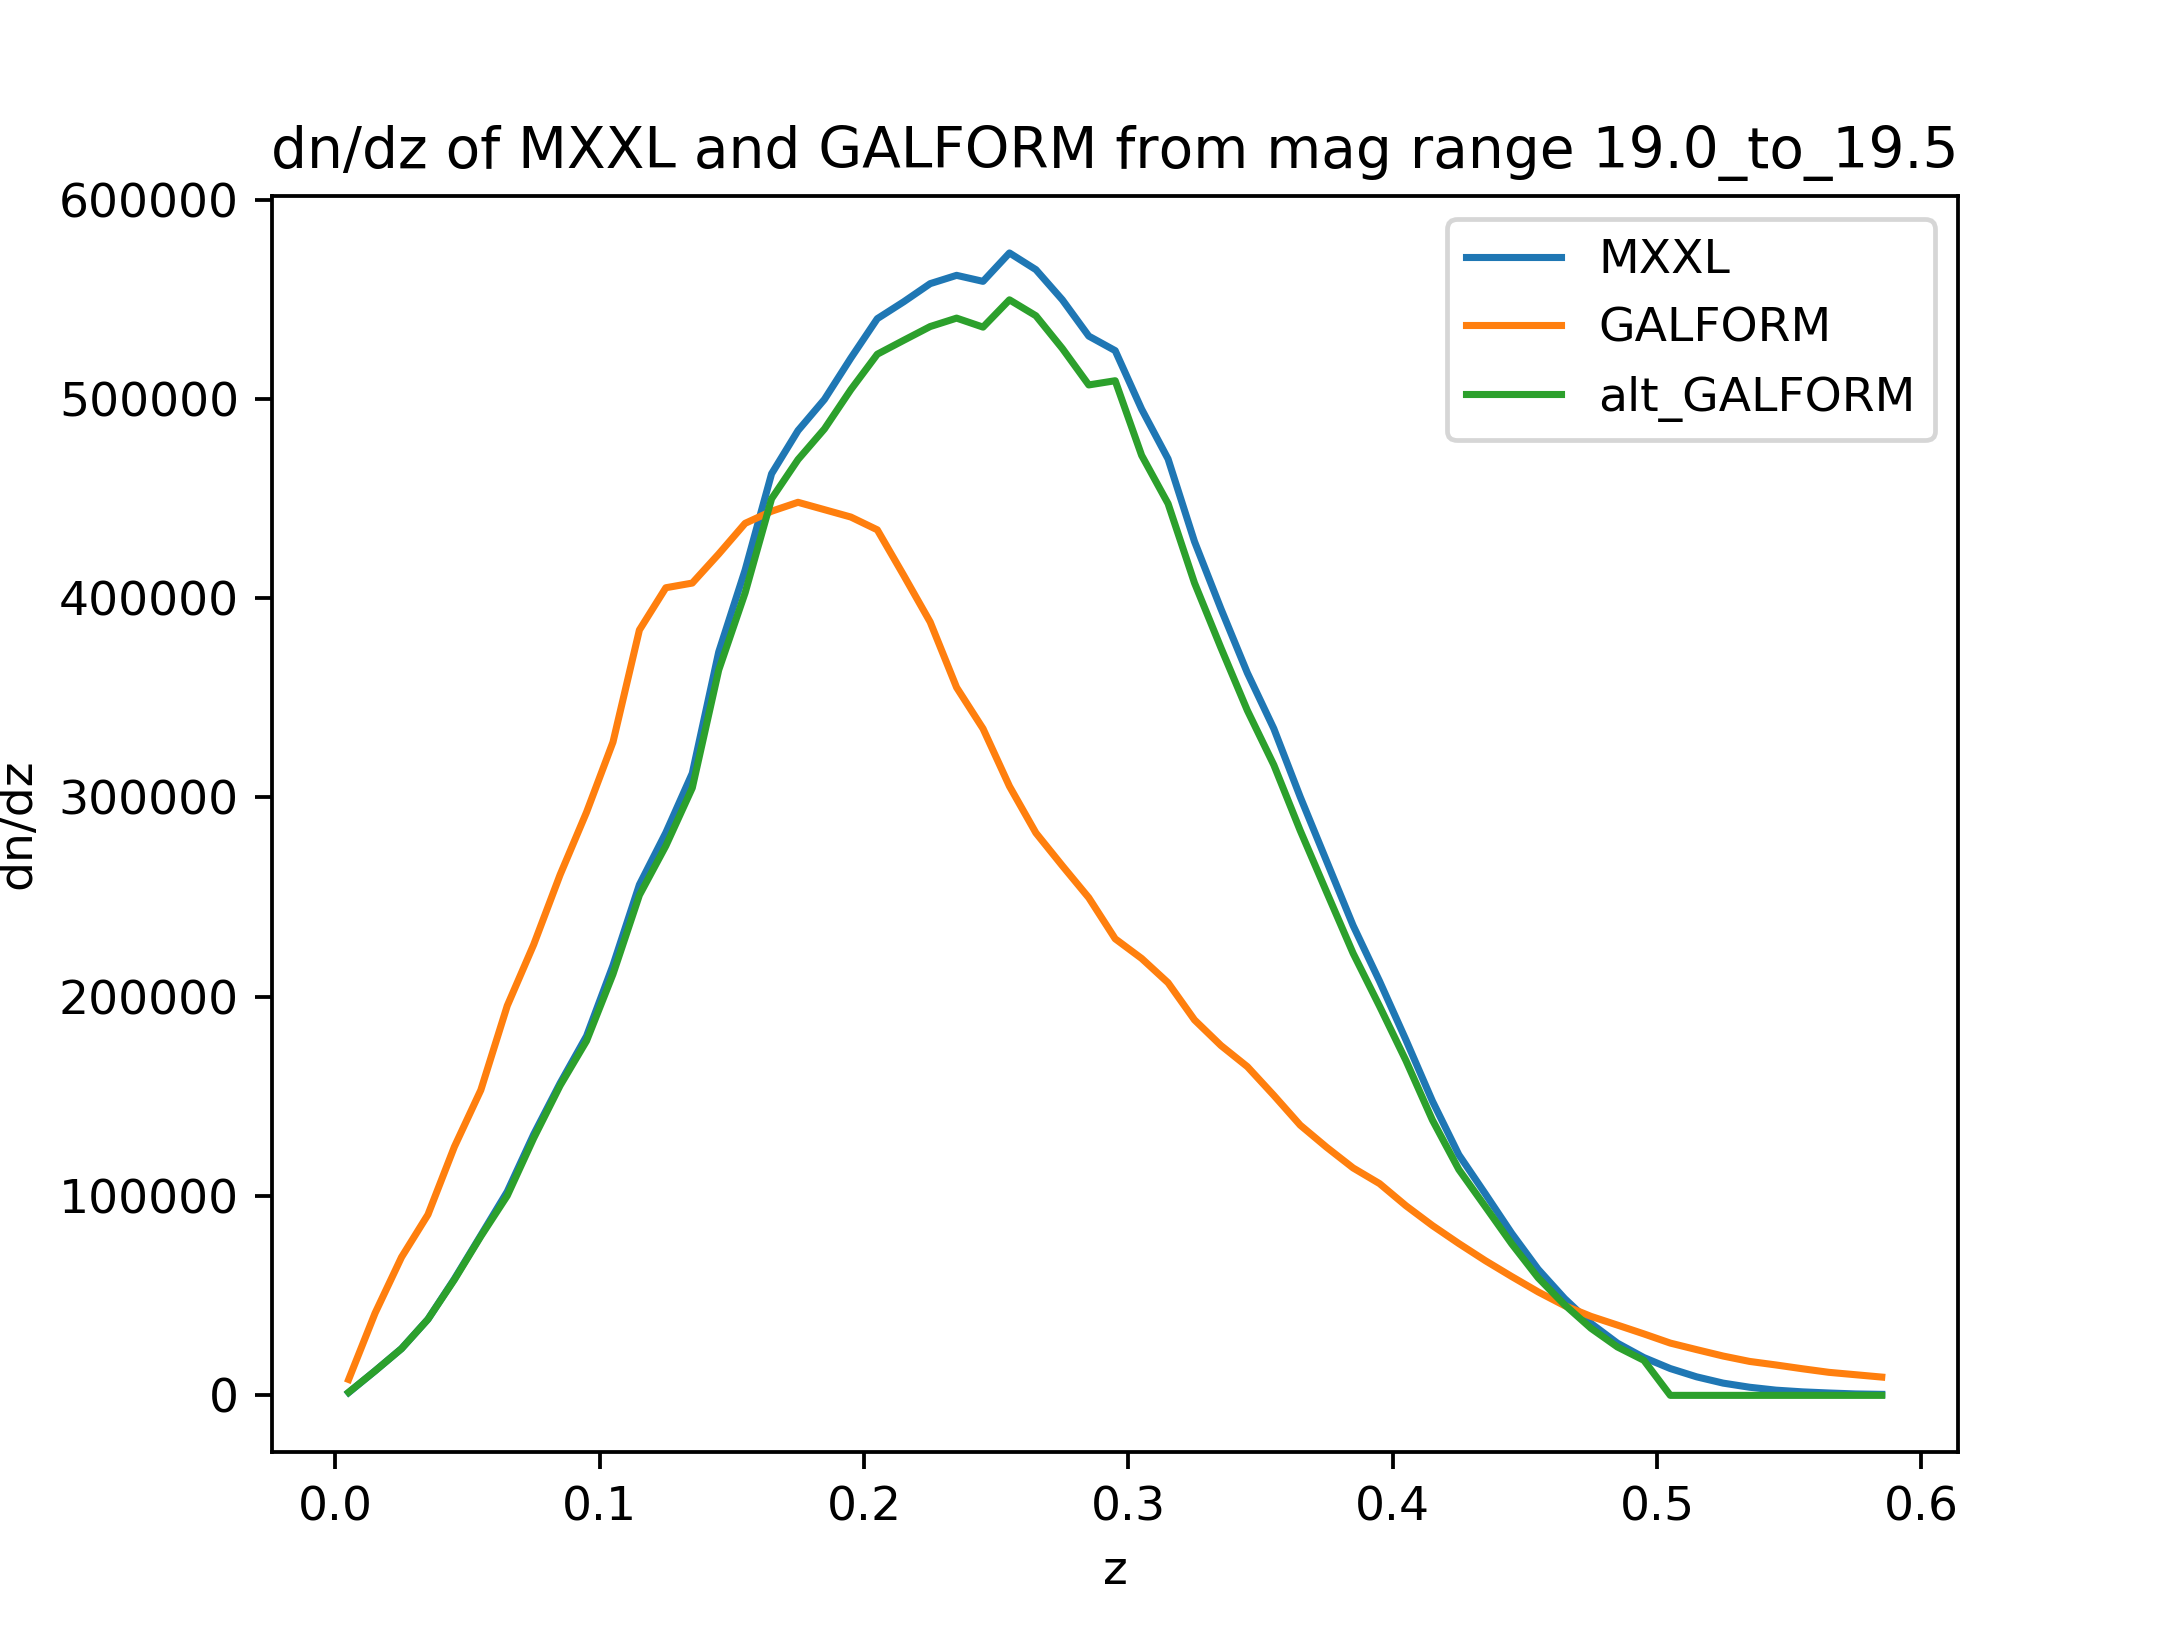 dn/dz of MXXL and GALFORM from mag range 19.0_to_19.5
600000
500000
400000
300000
200000
100000
0
dn/dz
MXXL
GALFORM
alt_GALFORM
0.0 0.1 0.2 0.3 0.4 0.5 0.6
z